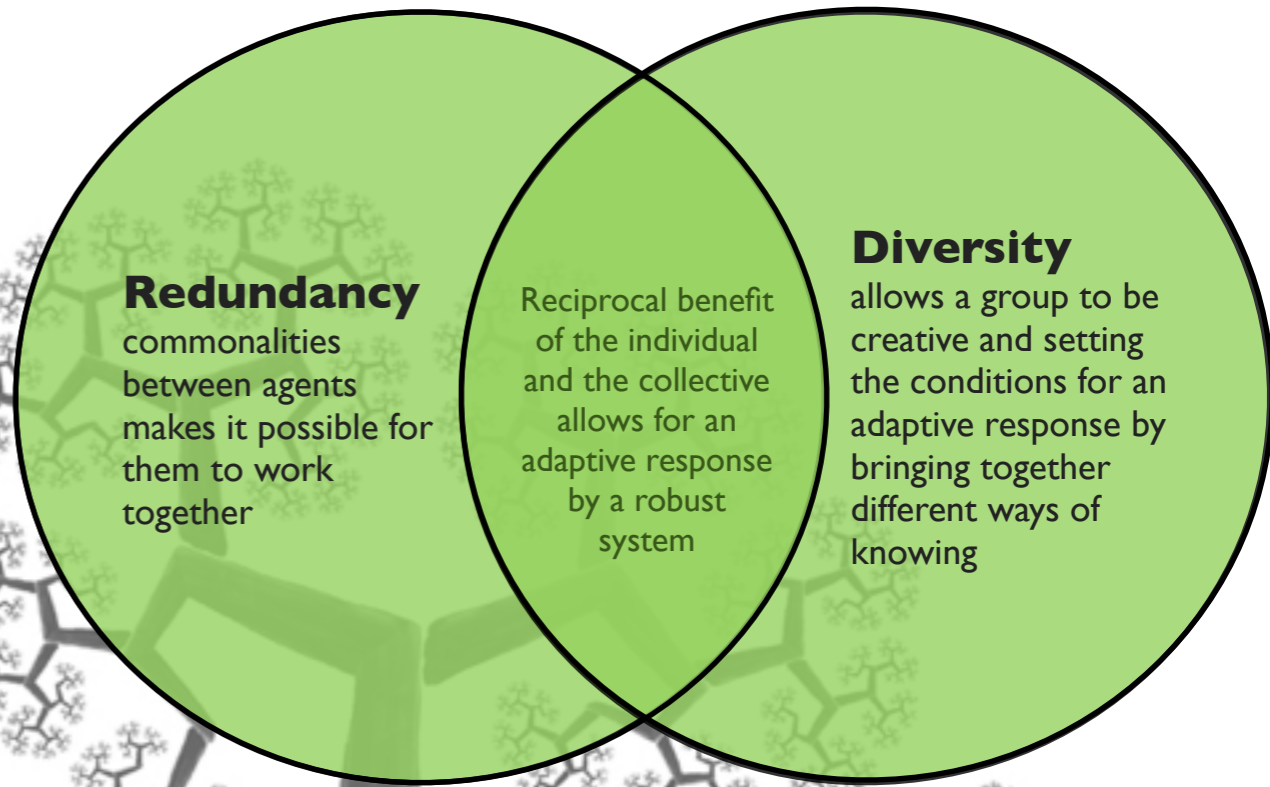 Redundancy
commonalities
between agents
makes it possible for
them to work
together
Reciprocal benefit
of the individual
and the collective
allows for an
adaptive response
by a robust
system
Diversity
allows a group to be
creative and setting
the conditions for an
adaptive response by
bringing together
different ways of
knowing